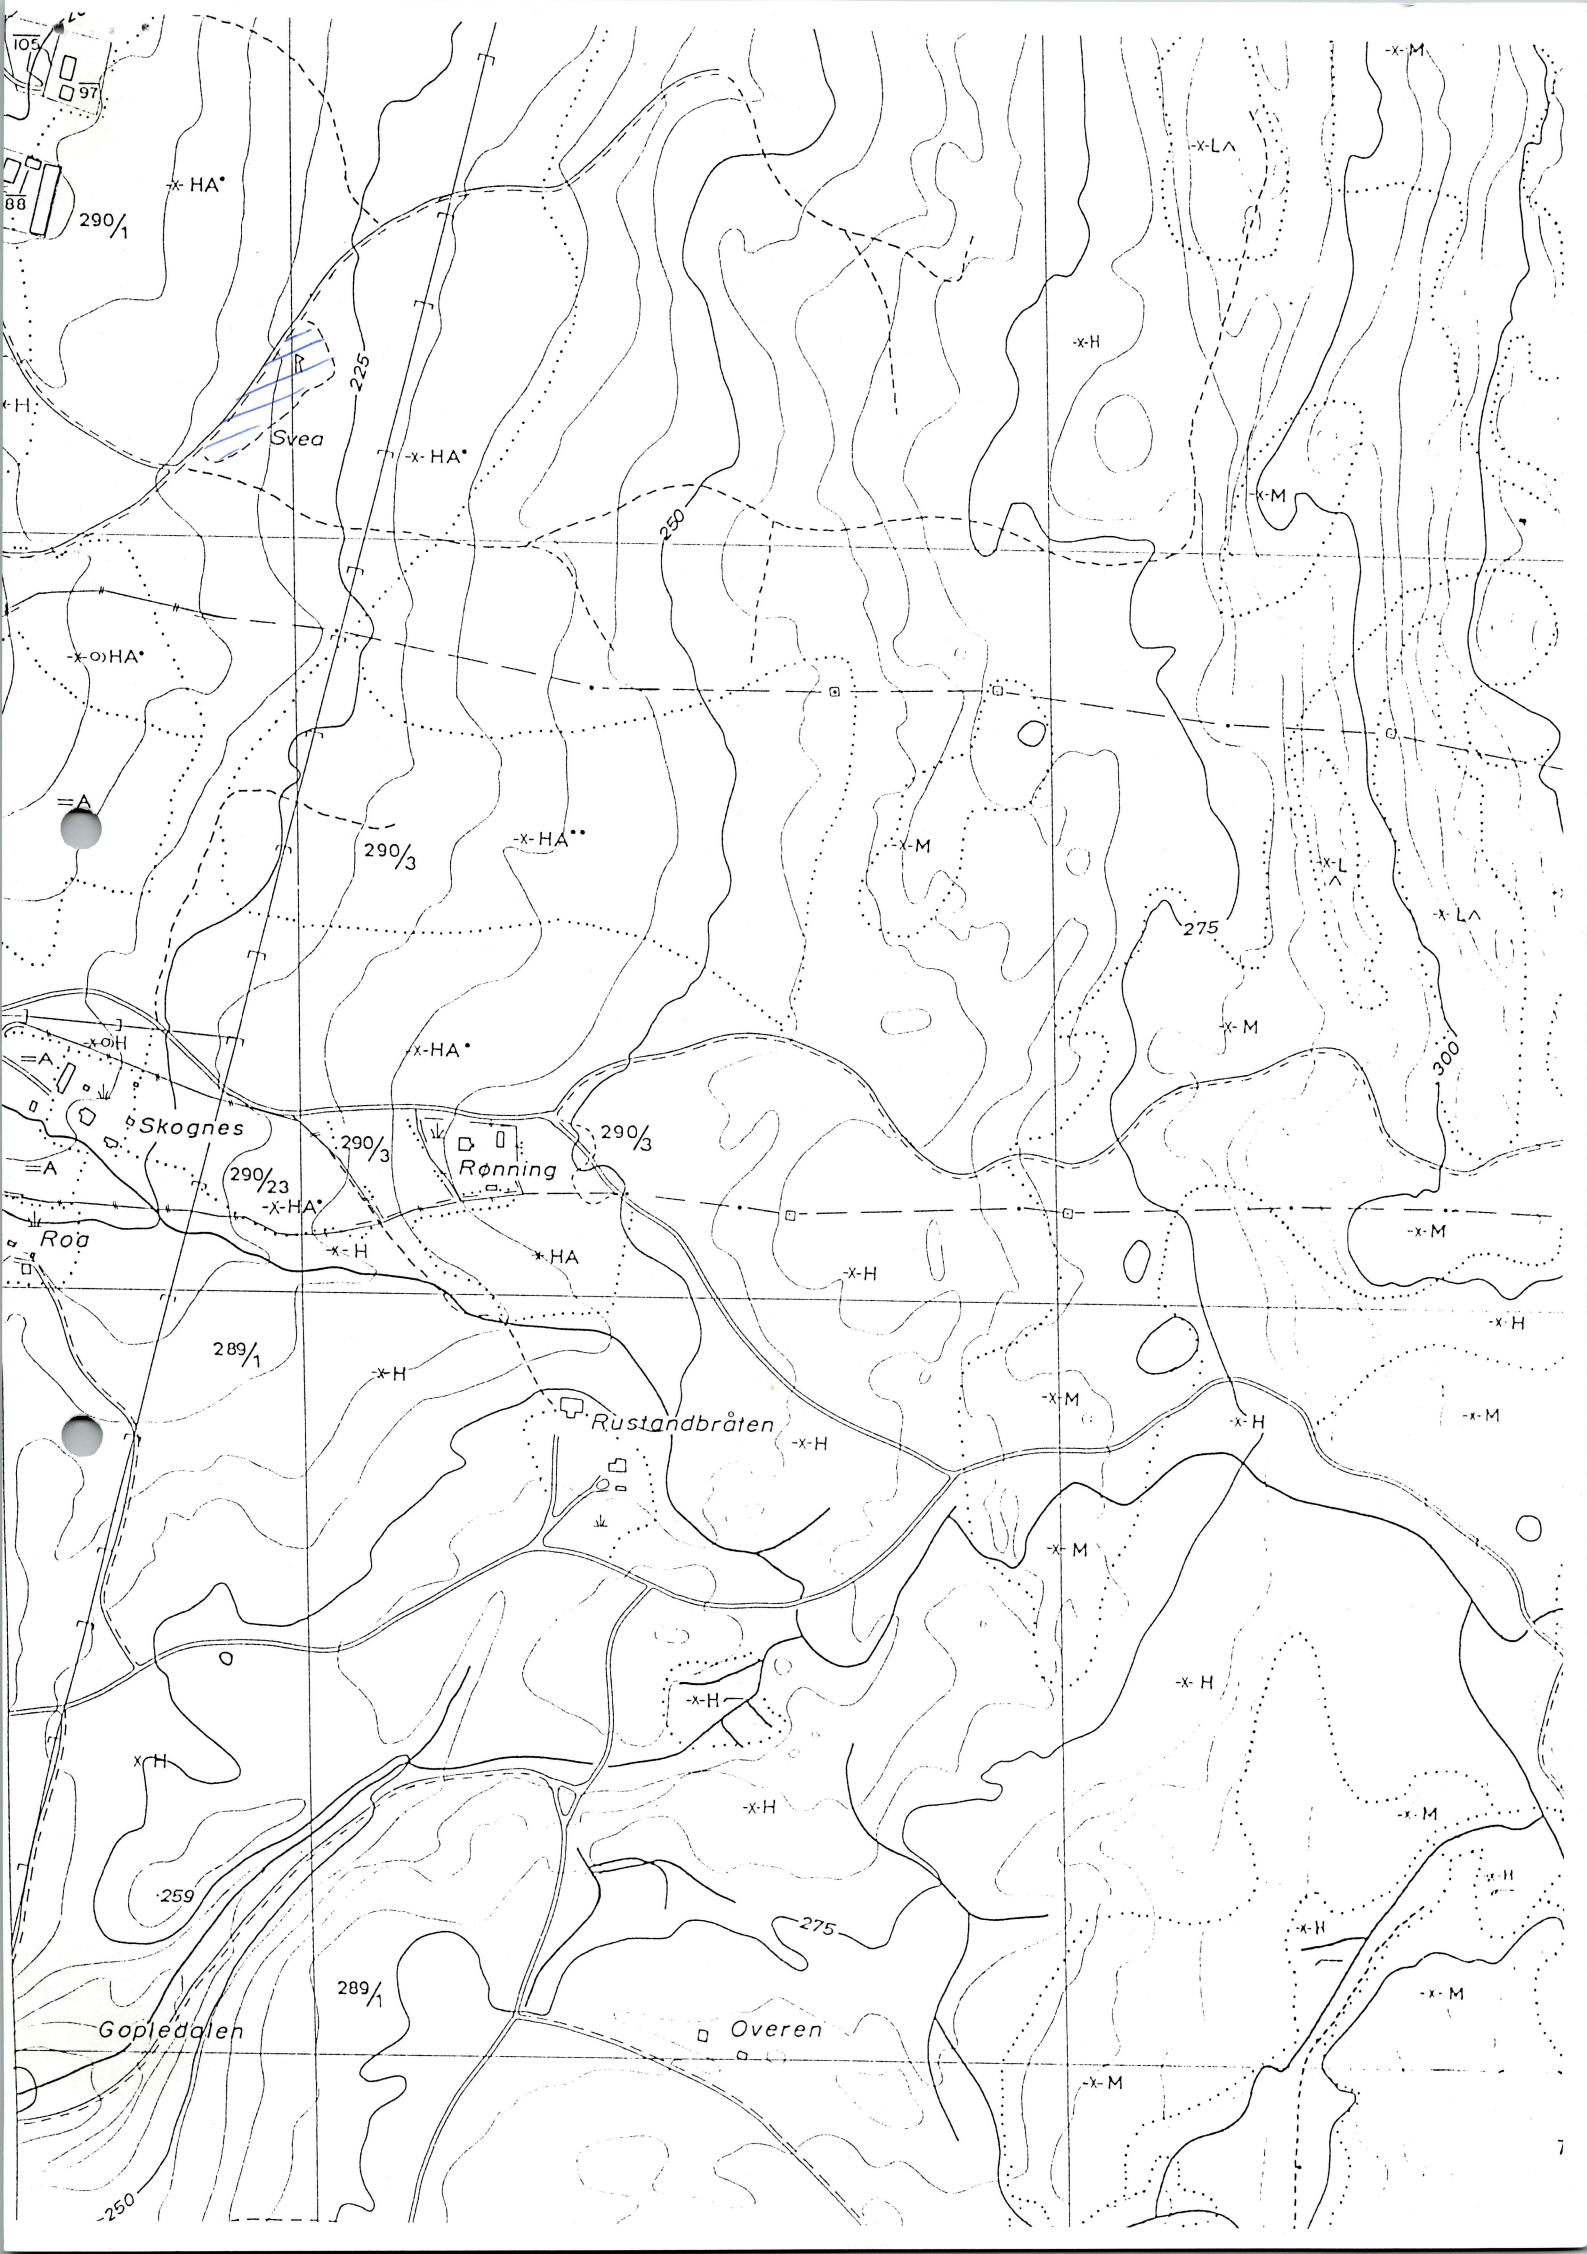 105
97
-x-M
-x-L^
88
-x-HA•
290/1
-x-H
R
225
-H
Svea
-x-HA•
-x-M
250
-x-o)HA•
=A
-x-HA••
290/3
-x-M
-x-L
^
-x-L^
275
-x-M
-x-o)H
-x-HA•
=A
300
Skognes
290/3
290/3
=A
Rønning
290/23
-x-HA•
Roa
-x-H
-x-HA
-x-M
-x-H
-x-H
289/1
-x-H
-x-M
-x-M
Rustandbråten
-x-H
-x-H
-x-M
-x-H
-x-H
x-H
-x-H
-x-M
-x-H
•259
-x-H
275
289/1
-x-M
Gopledalen
Overen
-x-M
250